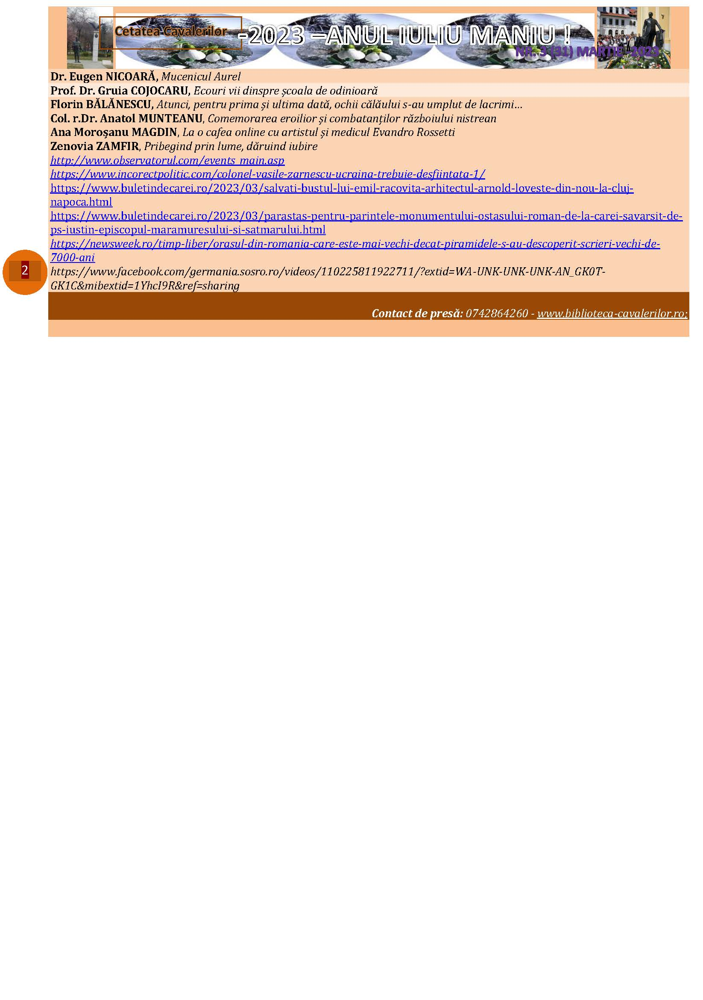 Cetatea Cavalerilor -2023 –ANUL IULIU MANIU !
NR. 3 (31) MARTIE -2023
Dr. Eugen NICOARĂ, Mucenicul Aurel
Prof. Dr. Gruia COJOCARU, Ecouri vii dinspre școala de odinioară
Florin BĂLĂNESCU, Atunci, pentru prima și ultima dată, ochii călăului s-au umplut de lacrimi…
Col. r.Dr. Anatol MUNTEANU, Comemorarea eroilior și combatanților războiului nistrean
Ana Moroșanu MAGDIN, La o cafea online cu artistul și medicul Evandro Rossetti
Zenovia ZAMFIR, Pribegind prin lume, dăruind iubire
http://www.observatorul.com/events_main.asp
https://www.incorectpolitic.com/colonel-vasile-zarnescu-ucraina-trebuie-desfiintata-1/
https://www.buletindecarei.ro/2023/03/salvati-bustul-lui-emil-racovita-arhitectul-arnold-loveste-din-nou-la-cluj-
napoca.html
https://www.buletindecarei.ro/2023/03/parastas-pentru-parintele-monumentului-ostasului-roman-de-la-carei-savarsit-de-
ps-iustin-episcopul-maramuresului-si-satmarului.html
https://newsweek.ro/timp-liber/orasul-din-romania-care-este-mai-vechi-decat-piramidele-s-au-descoperit-scrieri-vechi-de-
7000-ani
2
https://www.facebook.com/germania.sosro.ro/videos/110225811922711/?extid=WA-UNK-UNK-UNK-AN_GK0T-
GK1C&mibextid=1YhcI9R&ref=sharing
Contact de presă: 0742864260 - www.biblioteca-cavalerilor.ro;